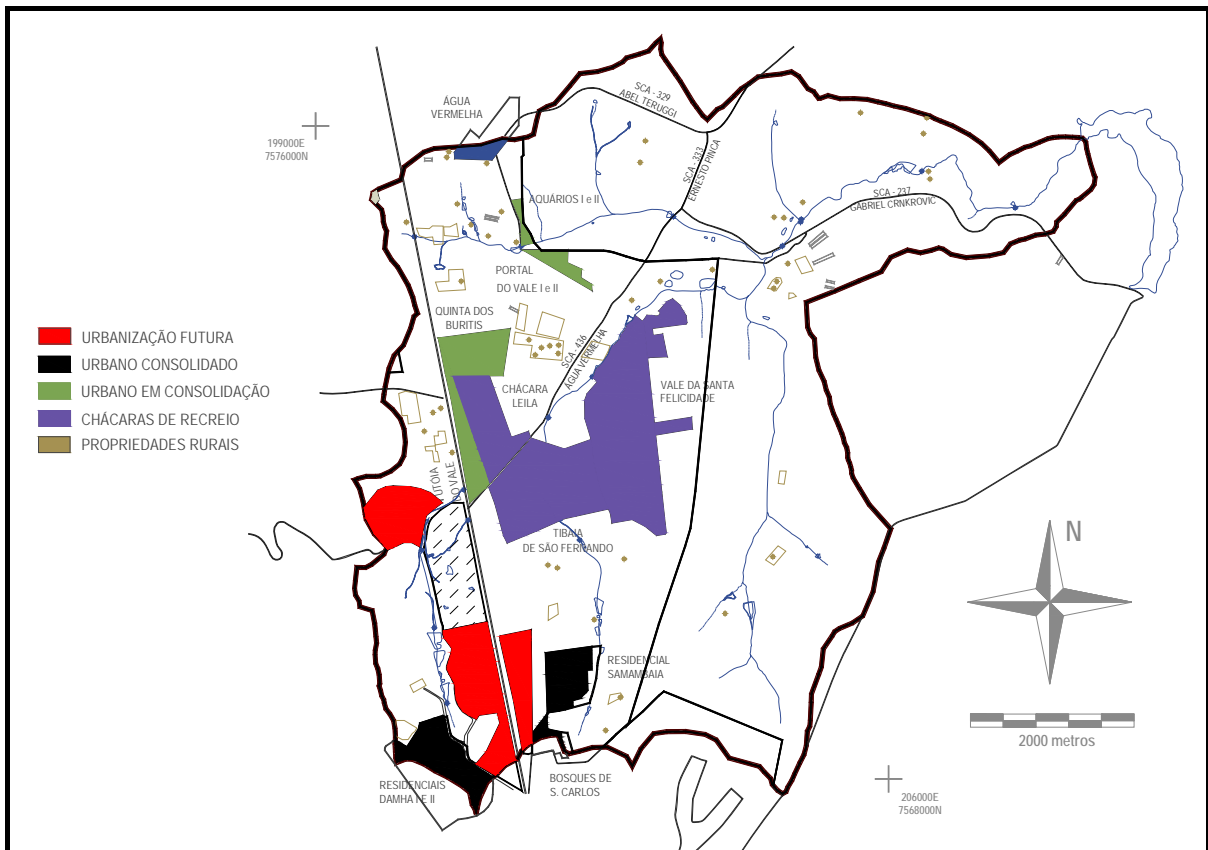 ÁGUA
VERMELHA
SCA - 329
ABEL TERUGGI
199000E
7576000N
SCA - 333
ERNESTO PINCA
SCA - 237
GABRIEL CRNKROVIC
AQUÁRIOS I e II
PORTAL
DO VALE I e II
QUINTA DOS
BURITIS
SCA. 436
ÁGUA VERMELHA
URBANIZAÇÃO FUTURA
URBANO CONSOLIDADO
URBANO EM CONSOLIDAÇÃO
CHÁCARAS DE RECREIO
PROPRIEDADES RURAIS
CHÁCARA
LEILA
VALE DA SANTA
FELICIDADE
TUTÓIA
DO VALE
TIBAIA
DE SÃO FERNANDO
N
RESIDENCIAL
SAMAMBAIA
2000 metros
RESIDENCIAIS
DAMHA I E II
BOSQUES DE
S. CARLOS
206000E
7568000N